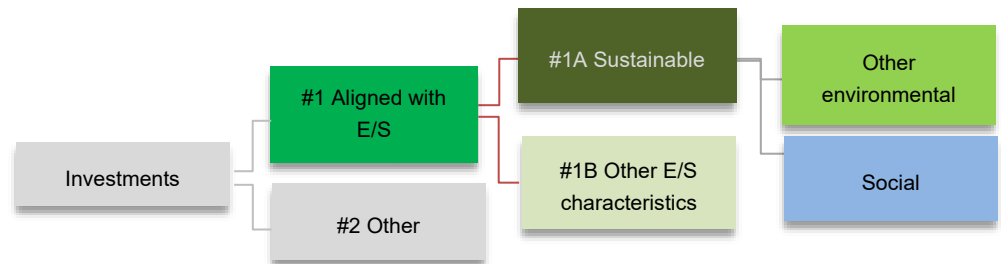 Investments
#1 Aligned with
E/S
#2 Other
#1A Sustainable
#1B Other E/S
characteristics
Other
environmental
Social